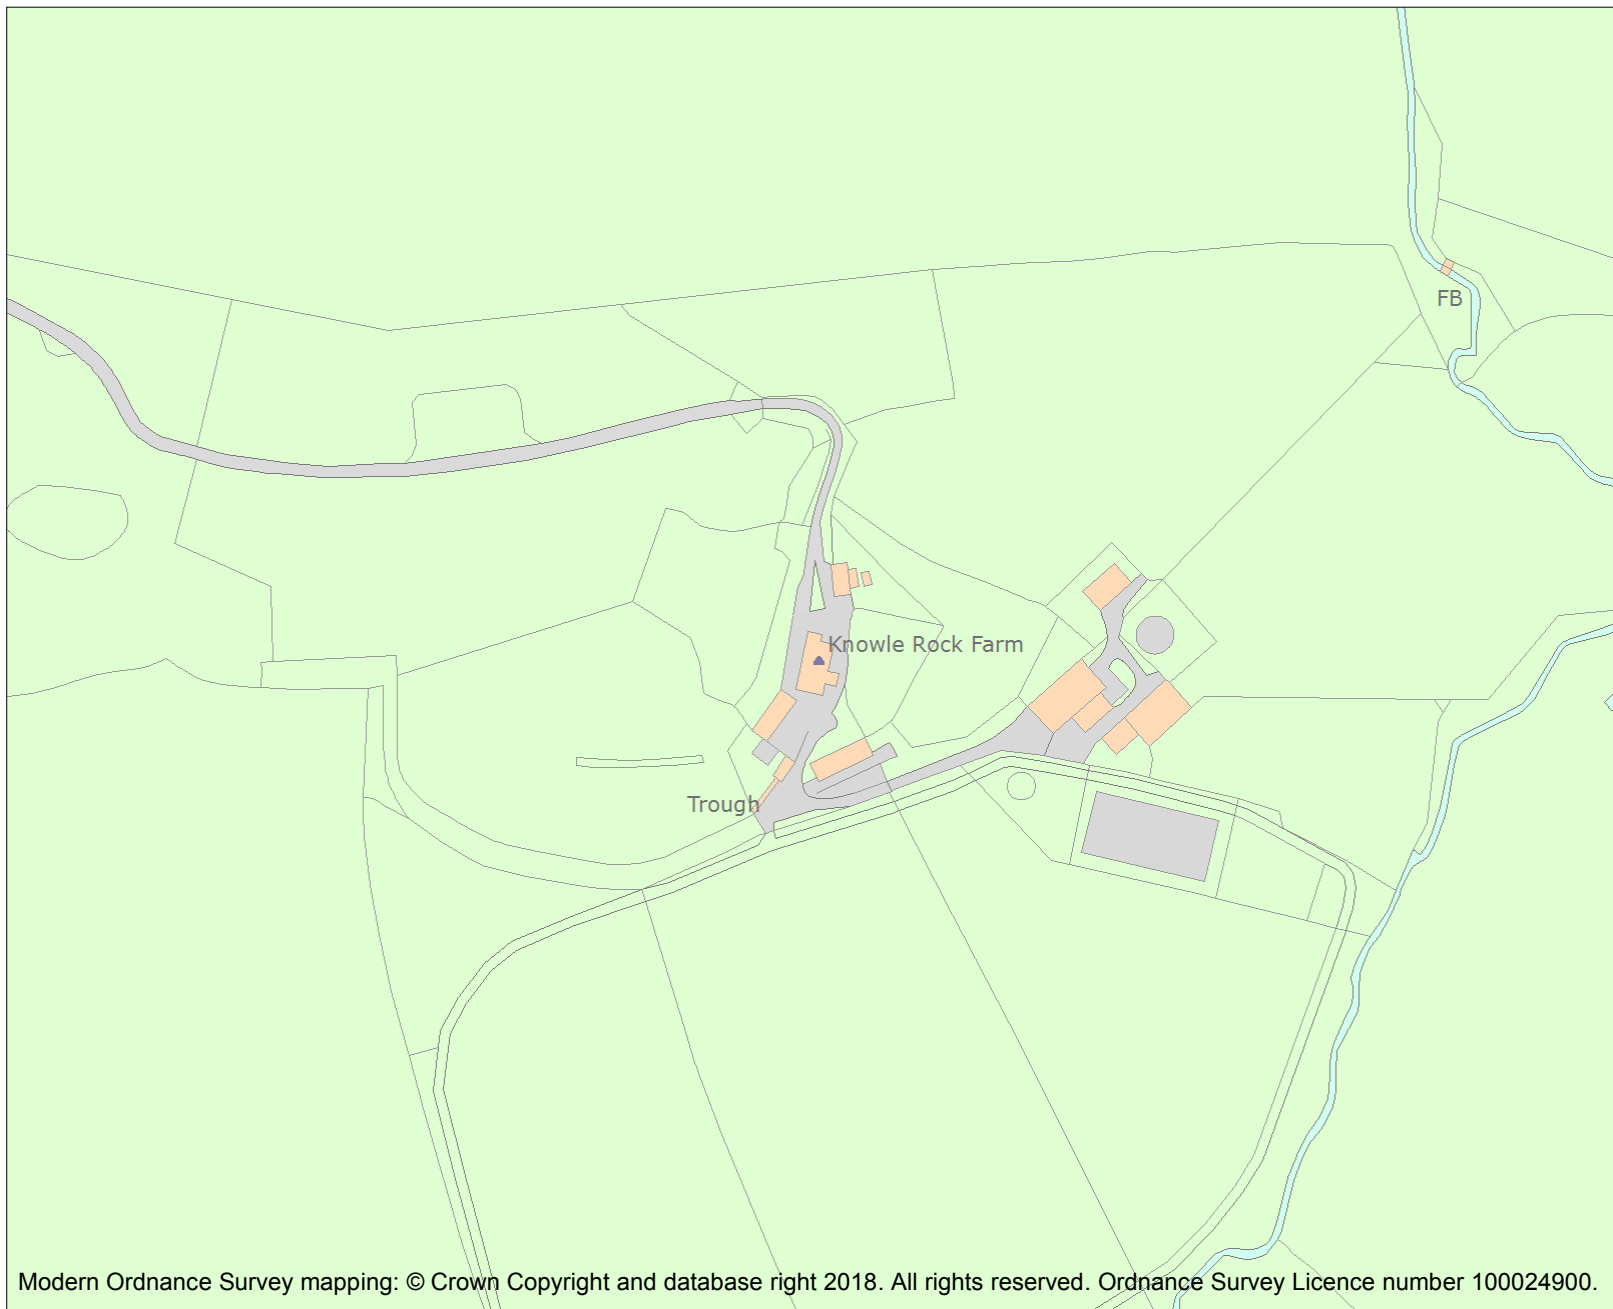 FB
Knowle Rock Farm
Trough
Modern Ordnance Survey mapping: © Crown Copyright and database right 2018. All rights reserved. Ordnance Survey Licence number 100024900.